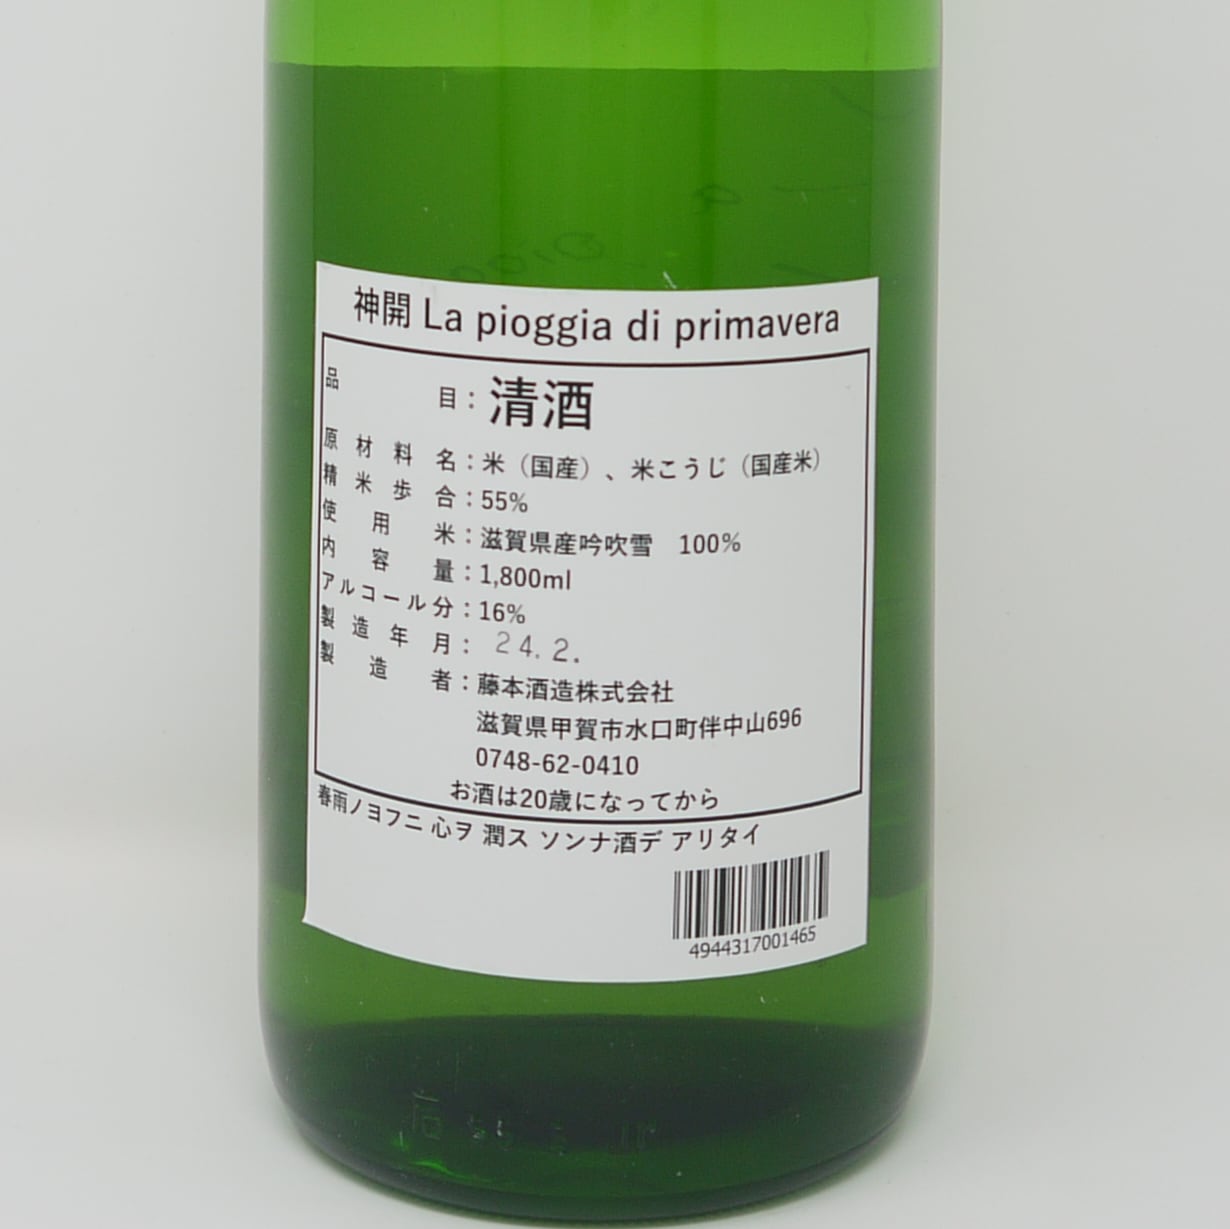 神開 La pioggia di primavera
品目：清酒
原材料名：米（国産）、米こうじ（国産米）
精米歩合：55%
使用米：滋賀県産吟吹雪 100%
内容量：1,800ml
アルコール分：16%
製造年月：24.2.
製造者：藤本酒造株式会社
滋賀県甲賀市水口町伴中山696
0748-62-0410
お酒は20歳になってから
春雨ノヨフニ 心ヲ 潤ス ソンナ酒デ アリタイ
4944317001465